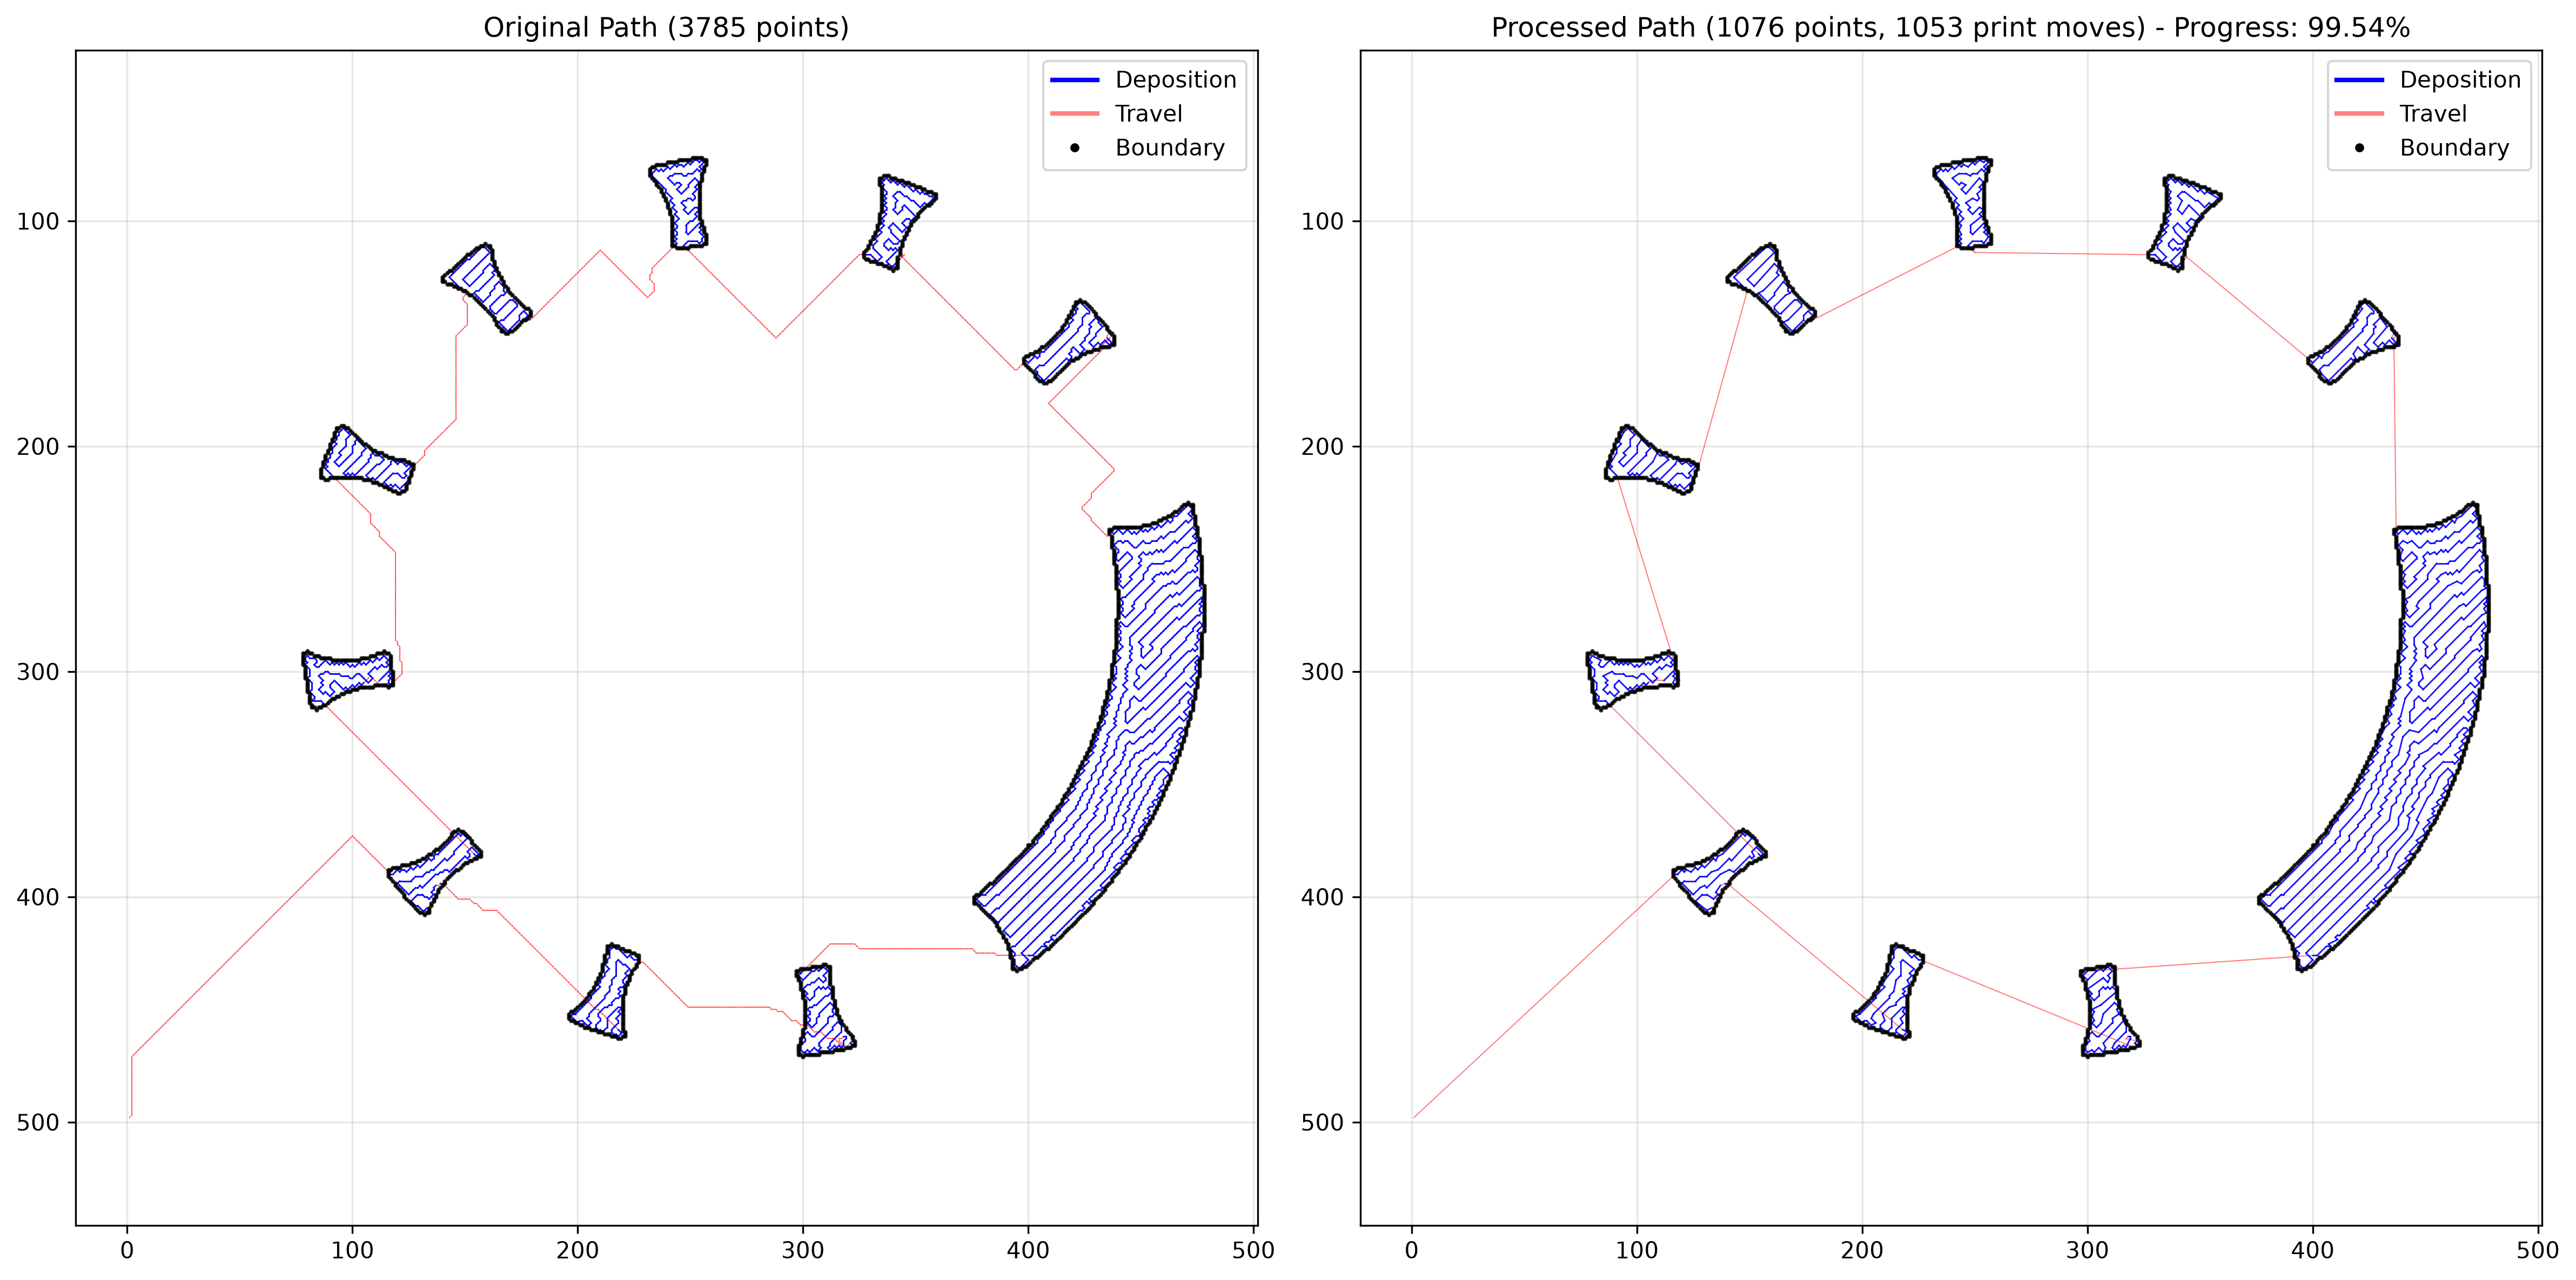 Original Path (3785 points)
Deposition
Travel
Boundary
100
200
300
400
500
0 100 200 300 400 500
Processed Path (1076 points, 1053 print moves) - Progress: 99.54%
Deposition
Travel
Boundary
100
200
300
400
500
0 100 200 300 400 500